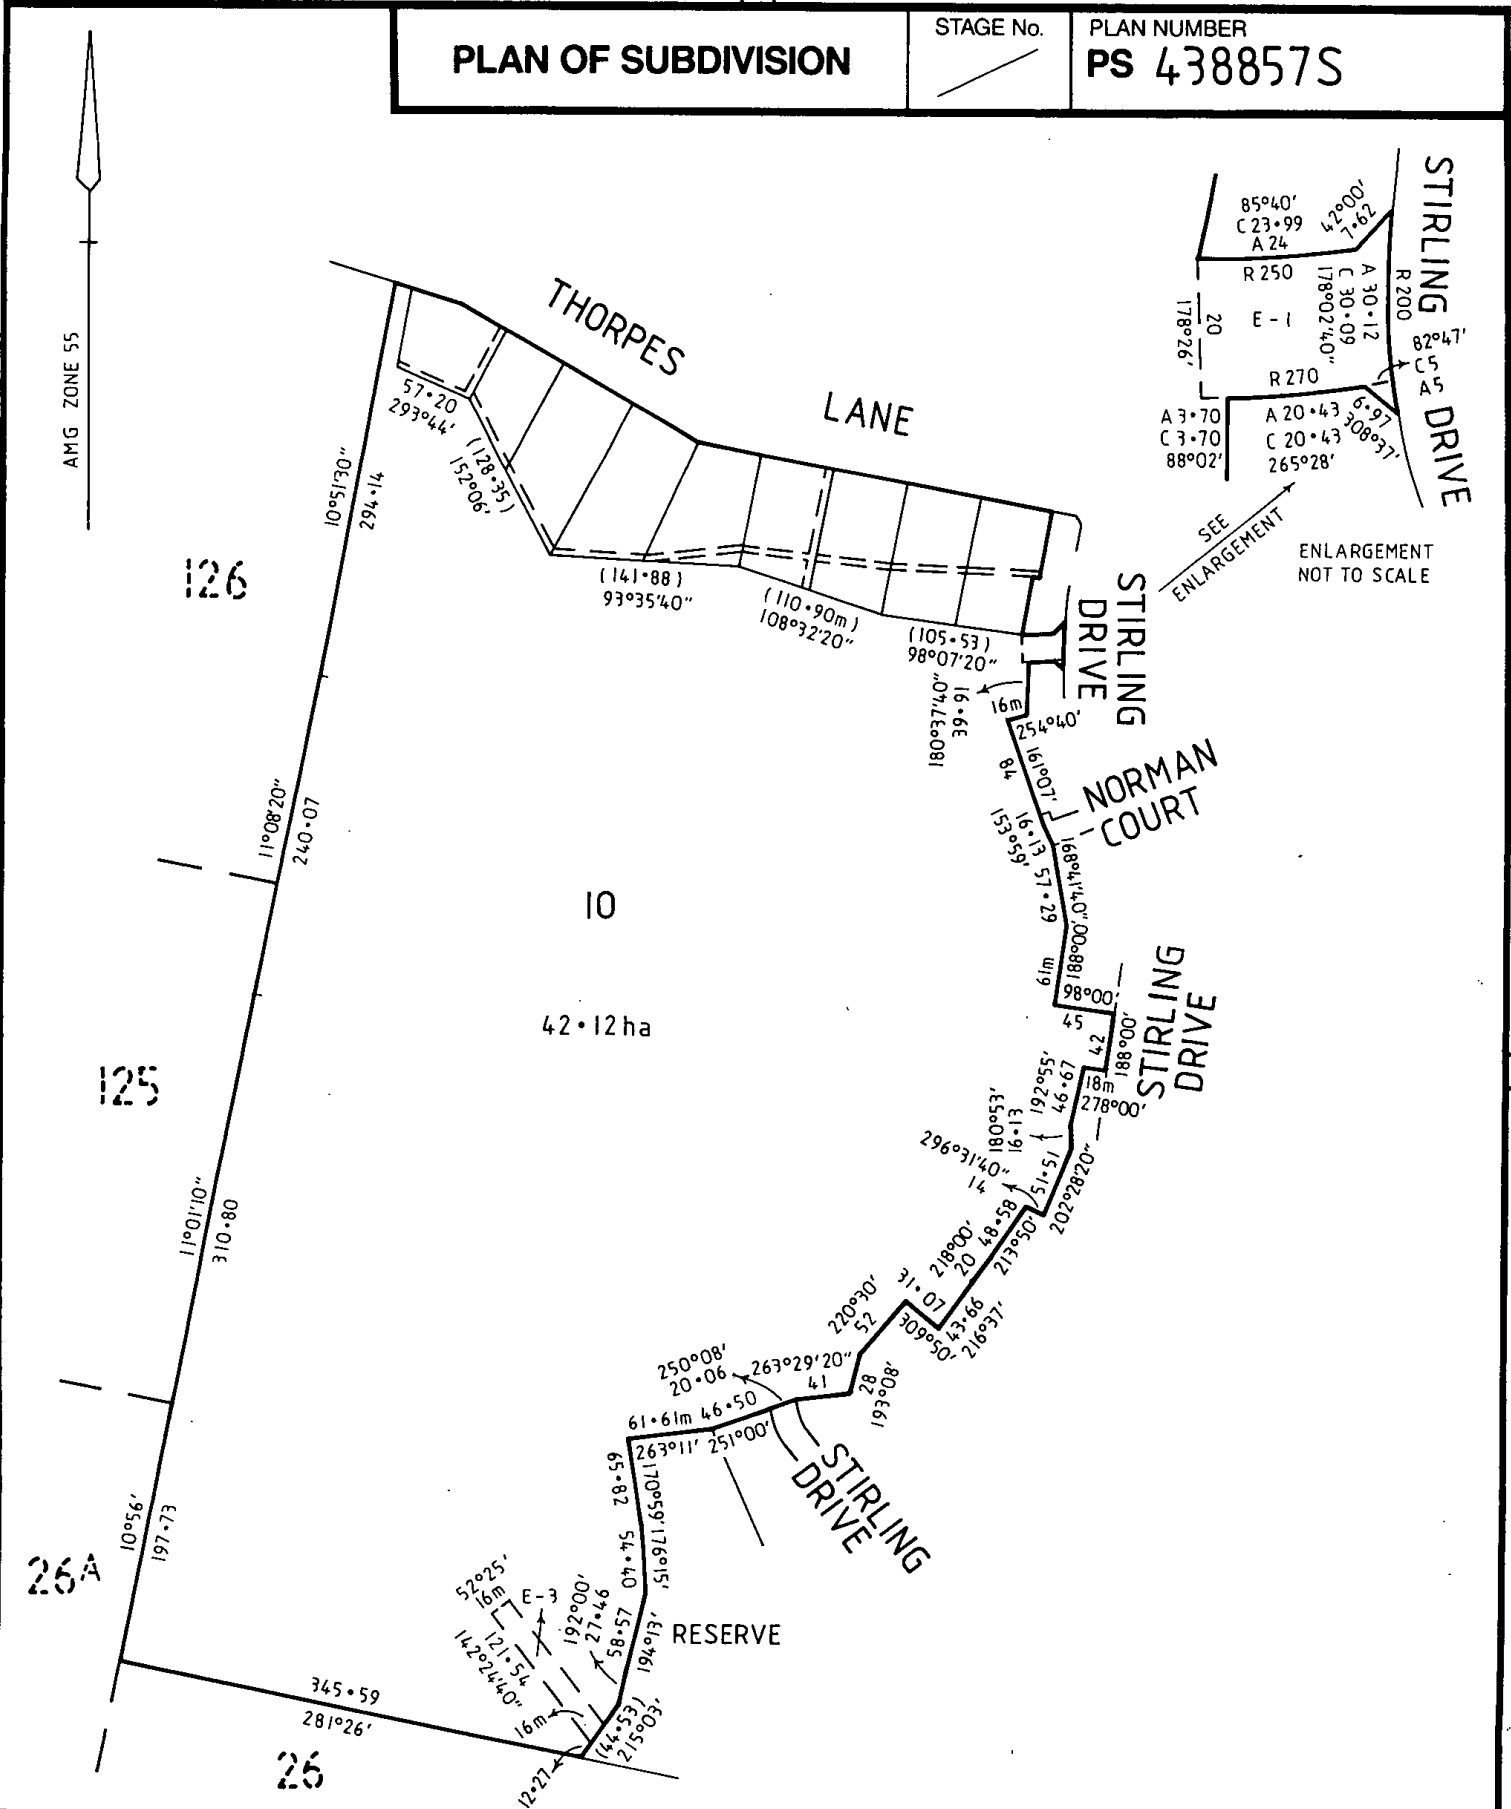 PLAN OF SUBDIVISION
STAGE No.
PLAN NUMBER
PS 438857S
AMG ZONE 55
THORPES
LANE
85°40'
C 23·99
A 24
42°00'
7·62
R 250
STIRLING DRIVE
R 200
A 30·12
C 30·09
178°02'40"
20
178°26'
E-1
82°47'
C 5
A 5
R 270
A 3·70
C 3·70
88°02'
A 20·43
C 20·43
265°28'
6·97
308°37'
SEE
ENLARGEMENT
ENLARGEMENT
NOT TO SCALE
57·20
293°44'
(128·35)
152°06'
10°51'30"
294·14
(141·88)
93°35'40"
(110·90m)
108°32'20"
(105·53)
98°07'20"
STIRLING
DRIVE
16·63
180°37'40"
16m
254°40'
84
161°07'
NORMAN
COURT
16·13
153°59'
57·29
168°41'40"
61m
188°00'
126
11°08'20"
240·07
10
42·12ha
98°00'
45
42
188°00'
STIRLING
DRIVE
18m
278°00'
192°55'
46·67
180°53'
16·13
296°31'40"
14
51·51
202°28'20"
125
11°01'10"
310·80
48·58
213°50'
218°00'
20
31·07
309°50'
43·66
216°37'
220°30'
52
28
193°08'
263°29'20"
41
250°08'
20·06
61·61m
46·50
263°11'
251°00'
STIRLING
DRIVE
65·82
170°59'
54·40
176°15'
10°56'
197·73
26A
52°25'
16m
E-3
121·54
142°24'40"
192°00'
27·46
58·57
194°13'
RESERVE
345·59
281°26'
16m
(44·53)
215°03'
12·27
26